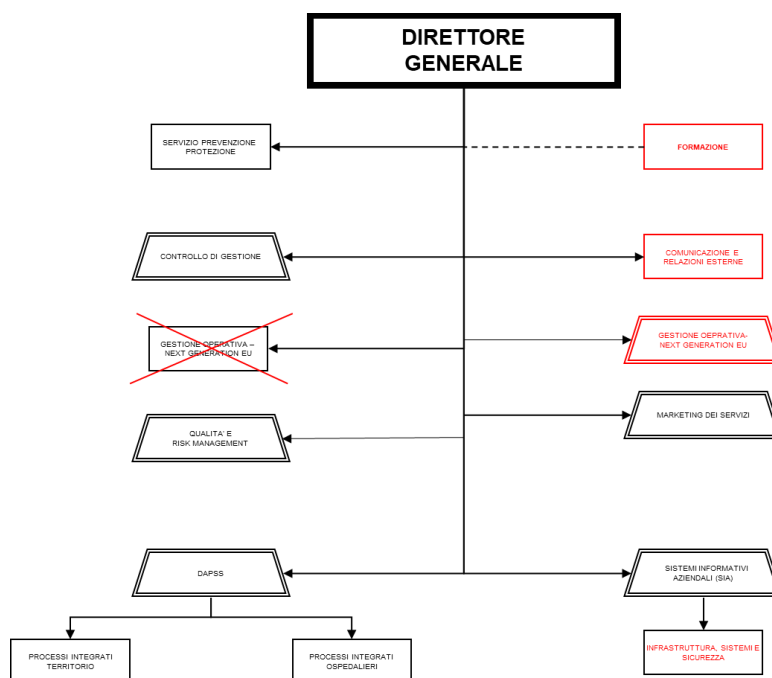 DIRETTORE
GENERALE
SERVIZIO PREVENZIONE
PROTEZIONE
FORMAZIONE
CONTROLLO DI GESTIONE
COMUNICAZIONE E
RELAZIONI ESTERNE
GESTIONE OPERATIVA –
NEXT GENERATION EU
GESTIONE OEPRATIVA-
NEXT GENERATION EU
QUALITA' E
RISK MANAGEMENT
MARKETING DEI SERVIZI
DAPSS
SISTEMI INFORMATIVI
AZIENDALI (SIA)
PROCESSI INTEGRATI
TERRITORIO
PROCESSI INTEGRATI
OSPEDALIERI
INFRASTRUTTURA, SISTEMI E
SICUREZZA